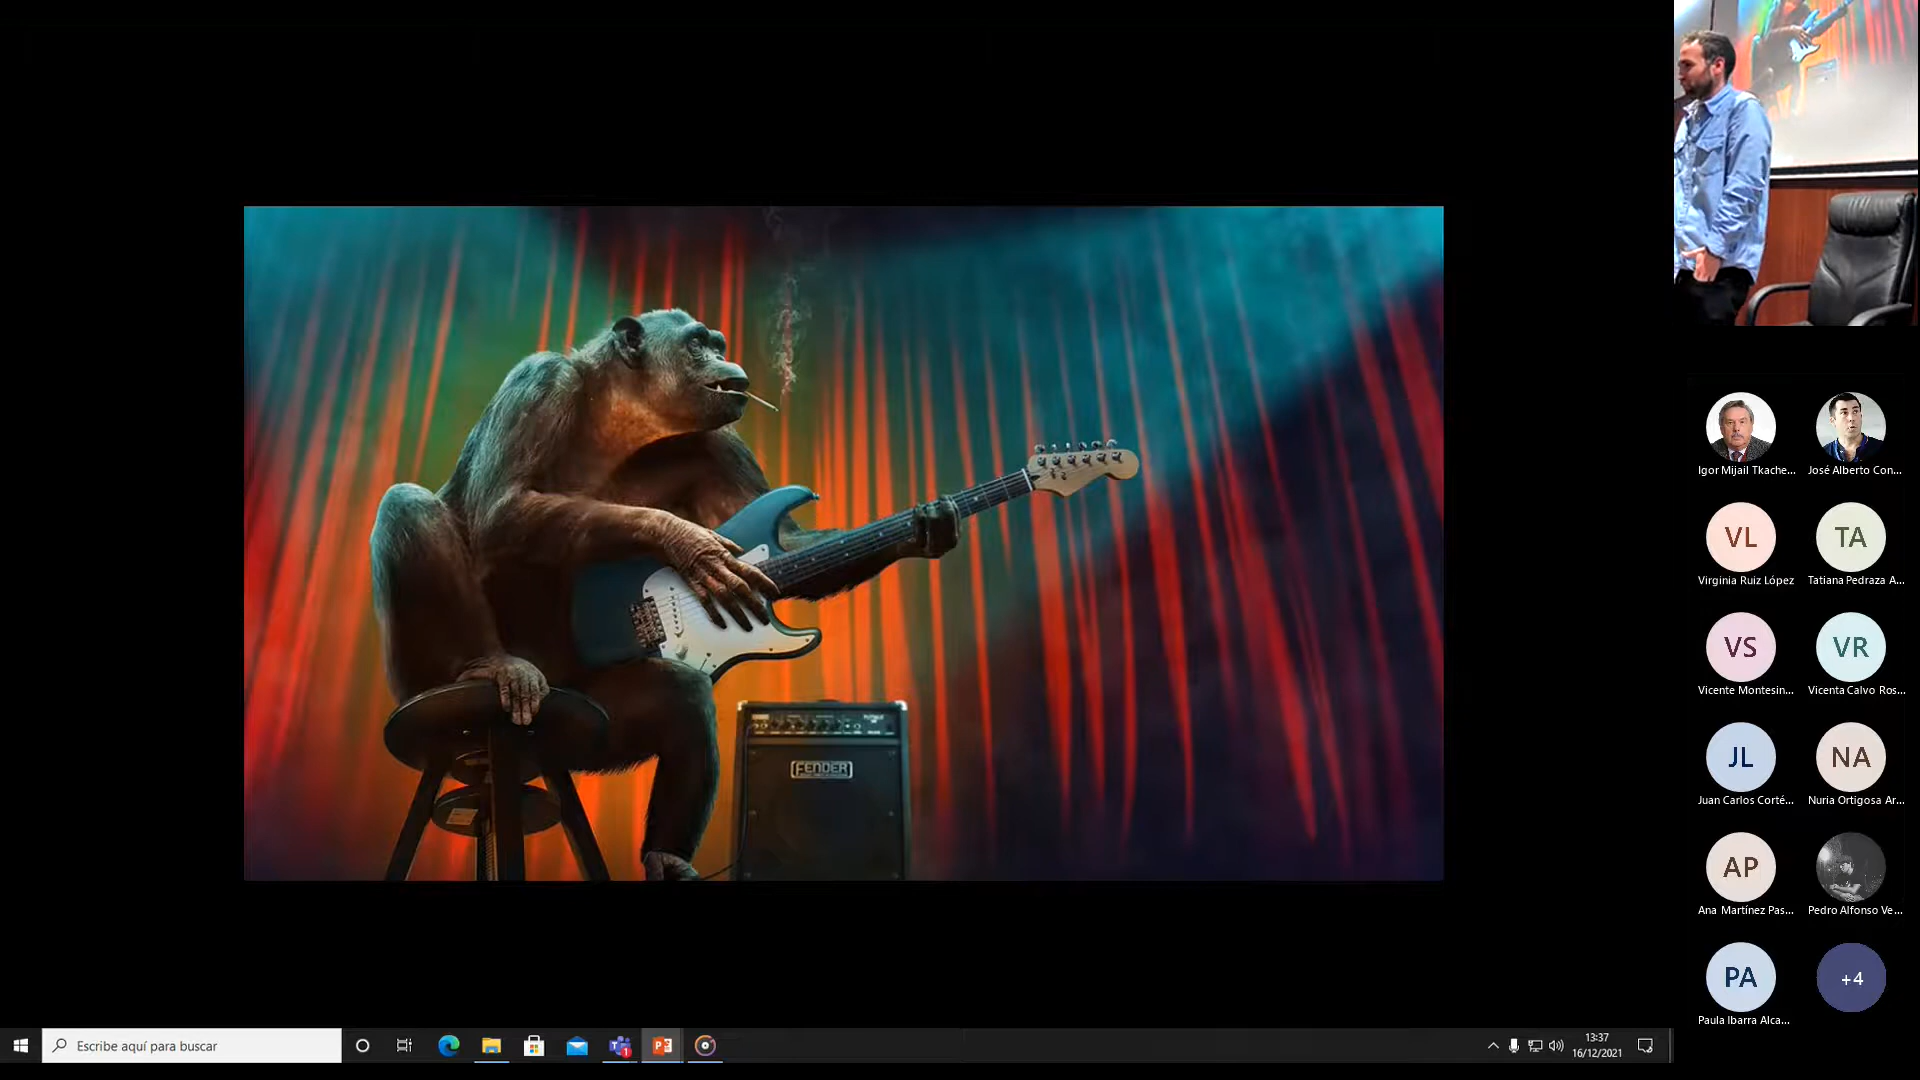 FENDER
Igor Mijail Tkache...
José Alberto Con...
VL
TA
Virginia Ruiz López
Tatiana Pedraza A...
VS
VR
Vicente Montesin...
Vicenta Calvo Ros...
JL
NA
Juan Carlos Corté...
Nuria Ortigosa Ar...
AP
Ana Martínez Pas...
Pedro Alfonso Ve...
PA
+4
Paula Ibarra Alca...
Escribe aquí para buscar
1
13:37
16/12/2021